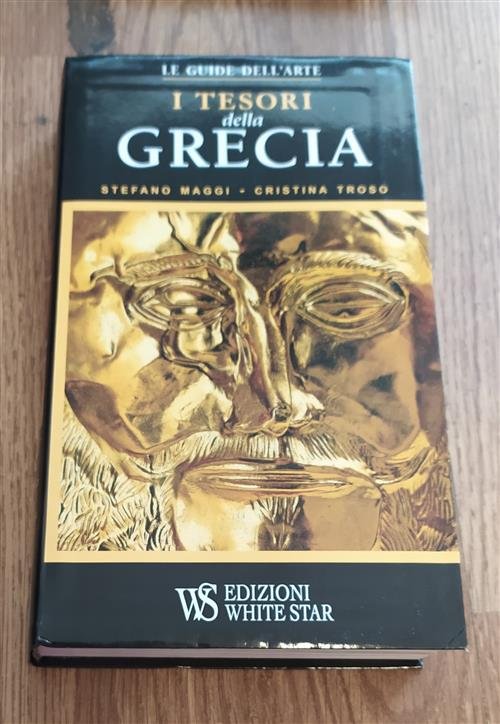 LE GUIDE DELL'ARTE
I TESORI
della
GRECIA
STEFANO MAGGI - CRISTINA TROSO
WS EDIZIONI
WHITE STAR